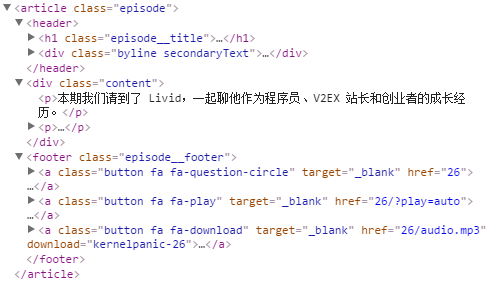 ▼<article class="episode">
▼<header>
▶<h1 class="episode__title">…</h1>
▶<div class="byline secondaryText">…</div>
</header>
▼<div class="content">
<p>本期我们请到了 Livid，一起聊他作为程序员、V2EX 站长和创业者的成长经
历。</p>
▶<p>…</p>
</div>
▼<footer class="episode__footer">
▶<a class="button fa fa-question-circle" target="_blank" href="26">
…</a>
▶<a class="button fa fa-play" target="_blank" href="26/?play=auto">
…</a>
▶<a class="button fa fa-download" target="_blank" href="26/audio.mp3"
download="kernelpanic-26">…</a>
</footer>
</article>